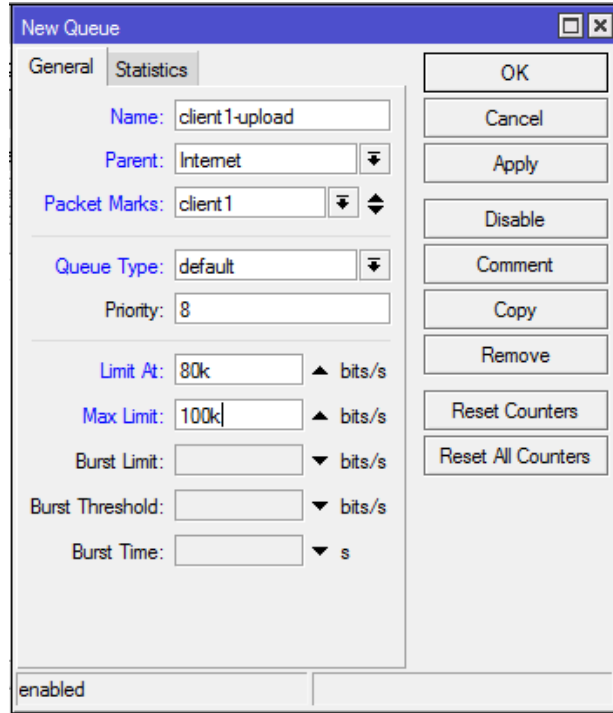 New Queue
General Statistics
Name: client1-upload
Parent: Internet
Packet Marks: client1
Queue Type: default
Priority: 8
Limit At: 80k bits/s
Max Limit: 100k bits/s
Burst Limit: bits/s
Burst Threshold: bits/s
Burst Time: s
OK
Cancel
Apply
Disable
Comment
Copy
Remove
Reset Counters
Reset All Counters
enabled